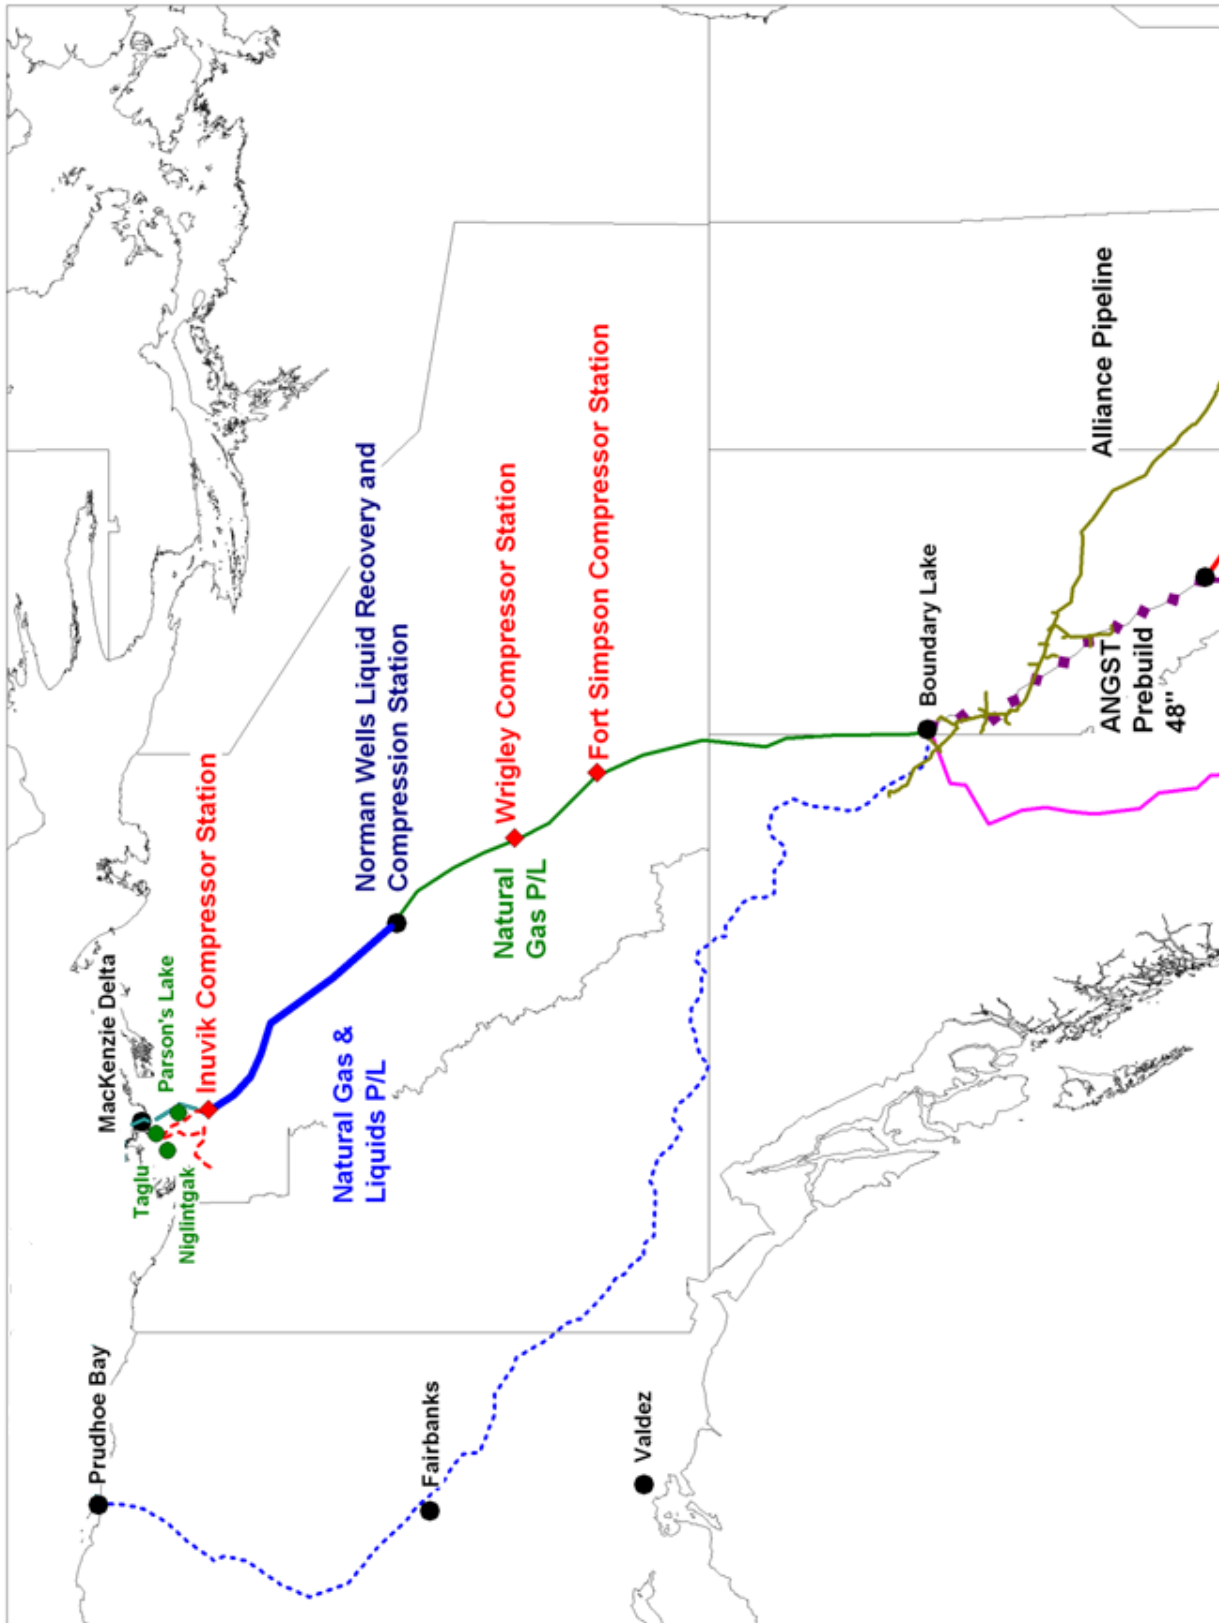 Prudhoe Bay
Fairbanks
Valdez
MacKenzie Delta
Parson's Lake
Taglu
Niglintgak
Inuvik Compressor Station
Natural Gas &
Liquids P/L
Norman Wells Liquid Recovery and
Compression Station
Natural
Gas P/L
Wrigley Compressor Station
Fort Simpson Compressor Station
Boundary Lake
Alliance Pipeline
ANGST
Prebuild
48"